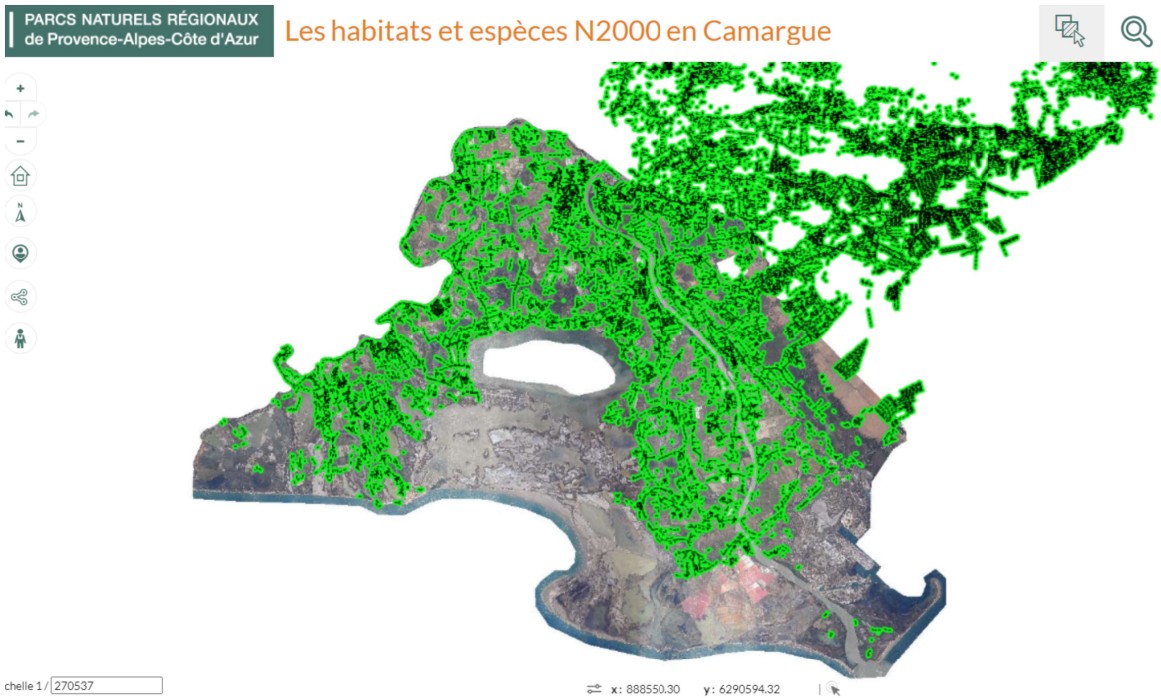 PARCS NATURELS RÉGIONAUX
de Provence-Alpes-Côte d'Azur
Les habitats et espèces N2000 en Camargue
+
−
N
chelle 1 / 270537
x : 888550.30 y : 6290594.32